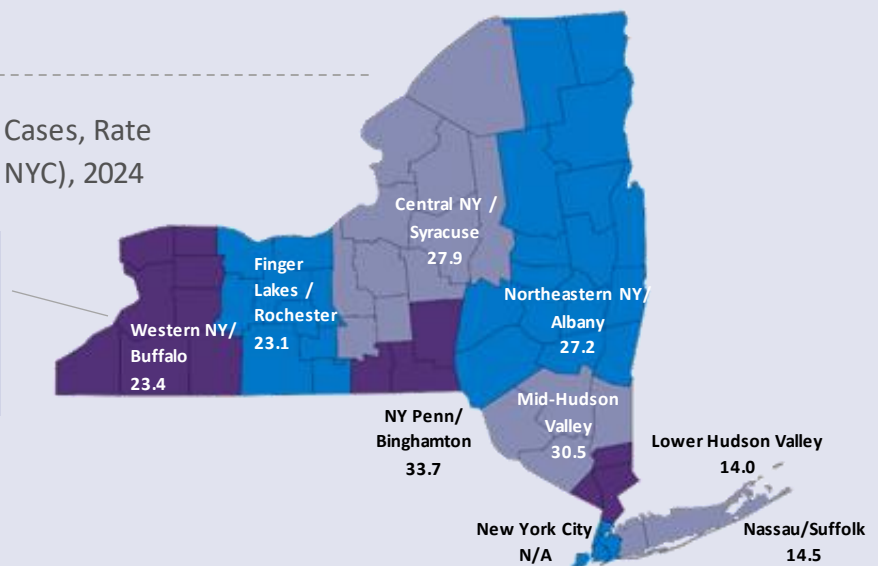 Cases, Rate
NYC), 2024
Central NY /
Syracuse
27.9
Finger
Lakes /
Rochester
23.1
Northeastern NY/
Albany
27.2
Western NY/
Buffalo
23.4
Mid-Hudson
Valley
30.5
NY Penn/
Binghamton
33.7
Lower Hudson Valley
14.0
New York City
N/A
Nassau/Suffolk
14.5